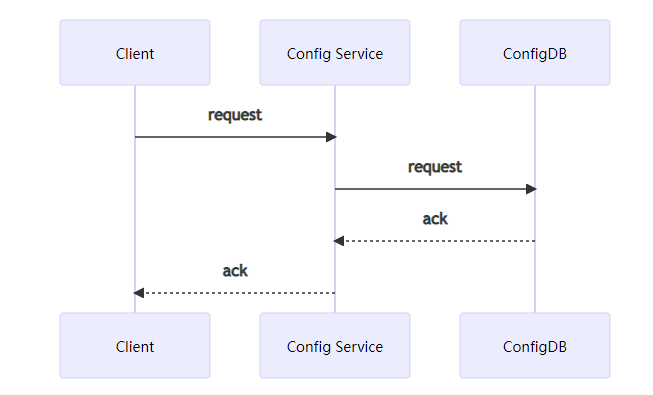 Client
Config Service
ConfigDB
request
request
ack
ack
Client
Config Service
ConfigDB